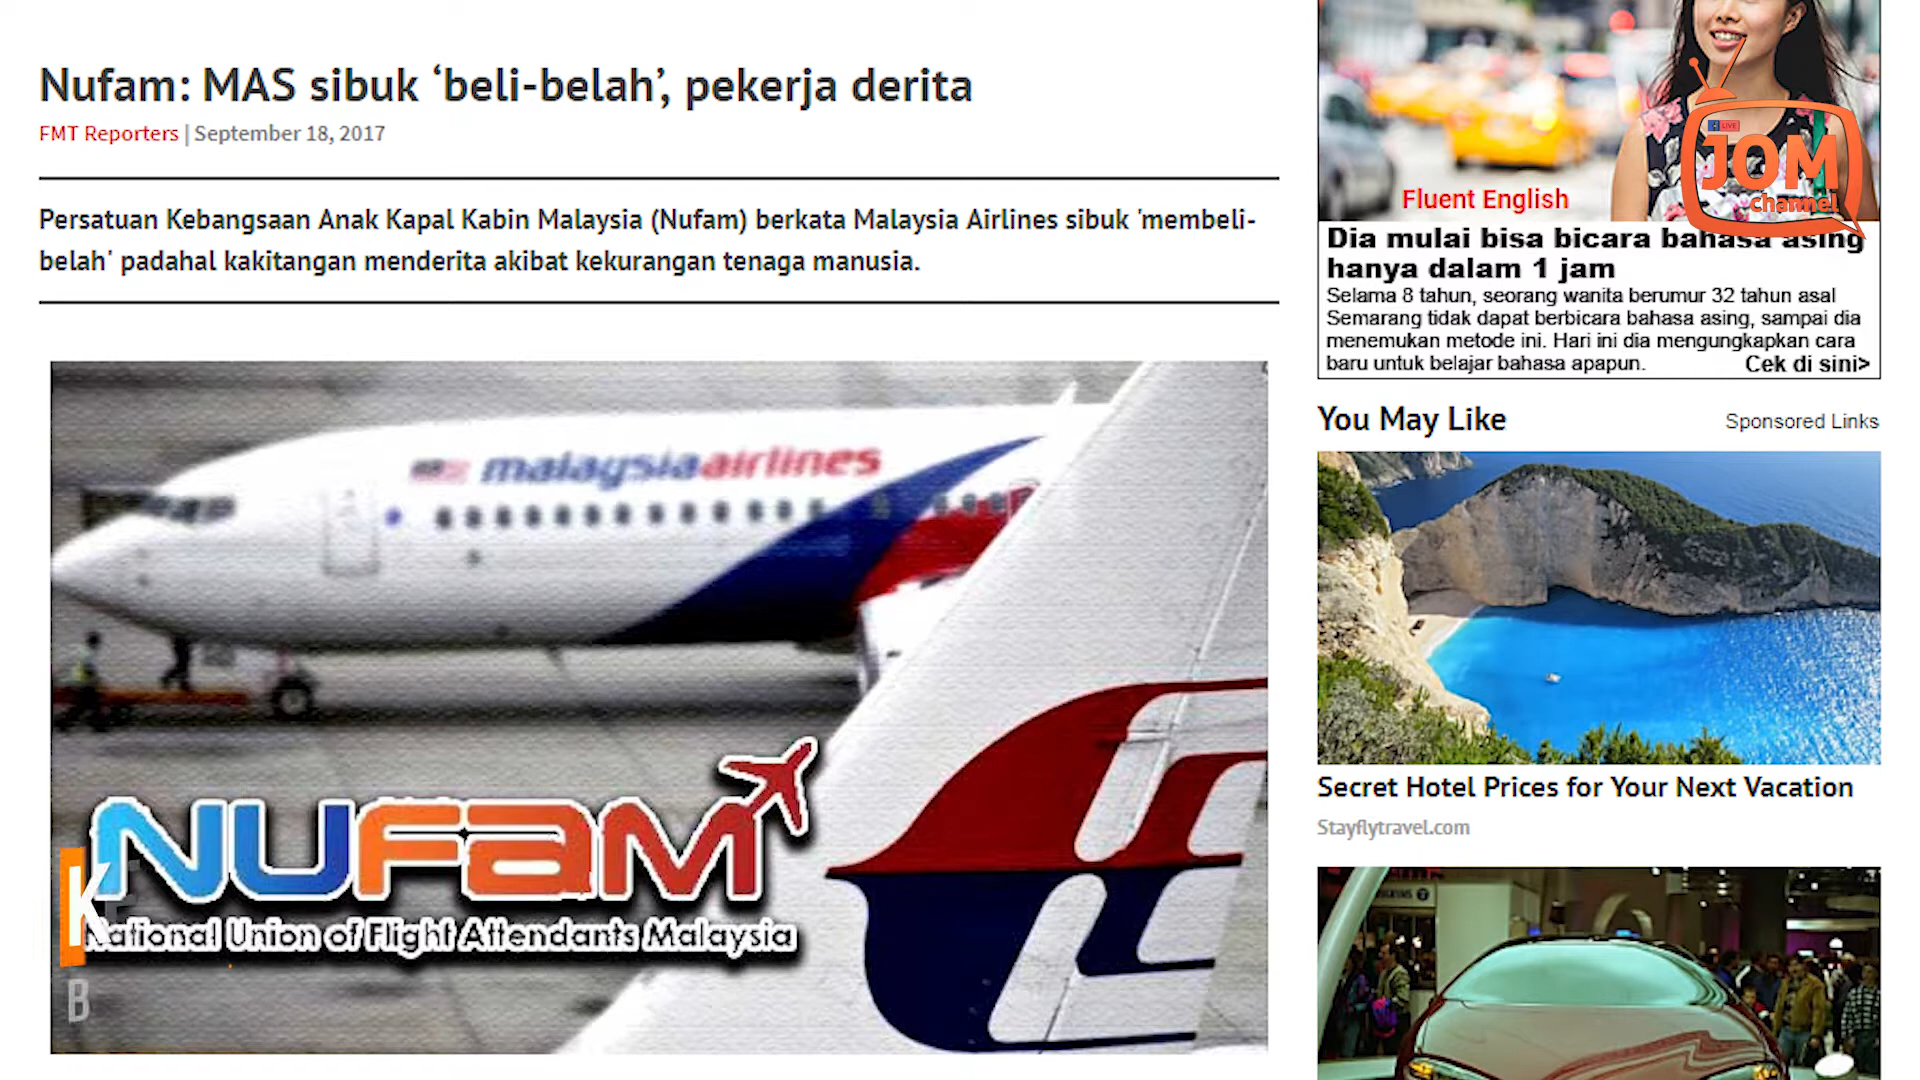 Nufam: MAS sibuk ‘beli-belah’, pekerja derita
FMT Reporters | September 18, 2017
Persatuan Kebangsaan Anak Kapal Kabin Malaysia (Nufam) berkata Malaysia Airlines sibuk 'membeli-
belah' padahal kakitangan menderita akibat kekurangan tenaga manusia.
malaysiaairlines
NUFAM
National Union of Flight Attendants Malaysia
K
B
LIVE
JOM
channel
Fluent English
Dia mulai bisa bicara bahasa asing
hanya dalam 1 jam
Selama 8 tahun, seorang wanita berumur 32 tahun asal
Semarang tidak dapat berbicara bahasa asing, sampai dia
menemukan metode ini. Hari ini dia mengungkapkan cara
baru untuk belajar bahasa apapun. Cek di sini>
You May Like
Sponsored Links
Secret Hotel Prices for Your Next Vacation
Stayflytravel.com